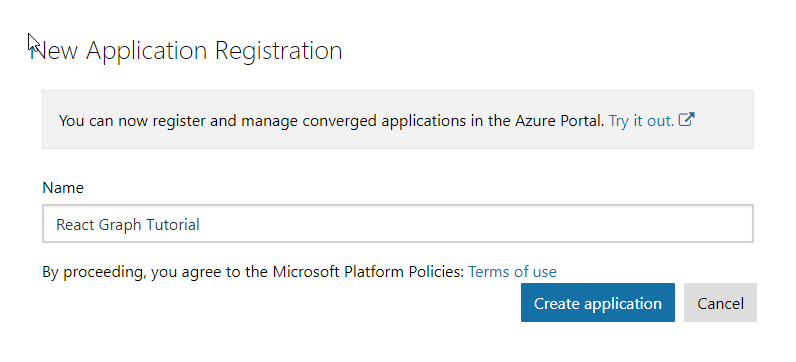 New Application Registration
You can now register and manage converged applications in the Azure Portal. Try it out.
Name
React Graph Tutorial
By proceeding, you agree to the Microsoft Platform Policies: Terms of use
Create application Cancel